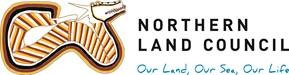 NORTHERN
LAND COUNCIL
Our Land, Our Sea, Our Life